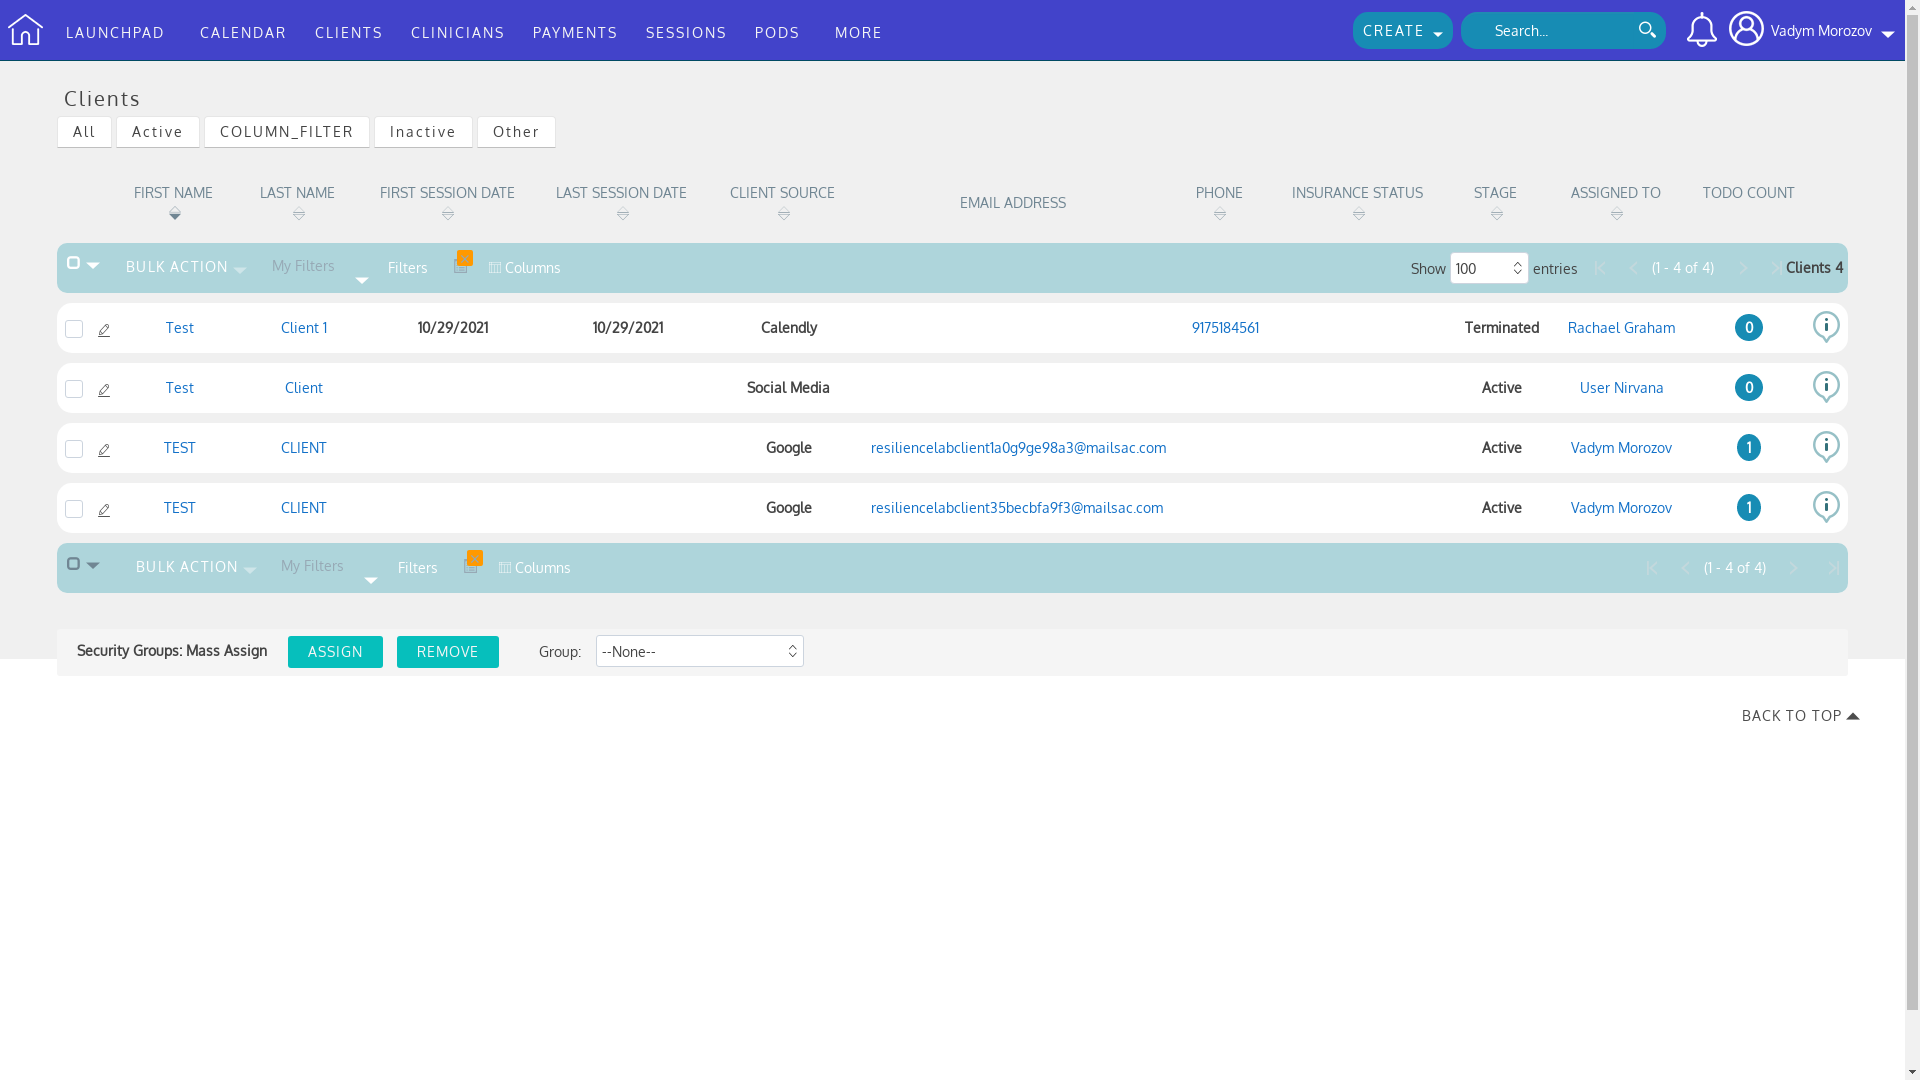 LAUNCHPAD CALENDAR CLIENTS CLINICIANS PAYMENTS SESSIONS PODS MORE CREATE Search... Vadym Morozov
Clients
All Active COLUMN_FILTER Inactive Other
FIRST NAME LAST NAME FIRST SESSION DATE LAST SESSION DATE CLIENT SOURCE EMAIL ADDRESS PHONE INSURANCE STATUS STAGE ASSIGNED TO TODO COUNT
BULK ACTION My Filters Filters Columns Show 100 entries (1 - 4 of 4) Clients 4
Test Client 1 10/29/2021 10/29/2021 Calendly 9175184561 Terminated Rachael Graham 0
Test Client Social Media Active User Nirvana 0
TEST CLIENT Google resiliencelabclient1a0g9ge98a3@mailsac.com Active Vadym Morozov 1
TEST CLIENT Google resiliencelabclient35becbfa9f3@mailsac.com Active Vadym Morozov 1
BULK ACTION My Filters Filters Columns (1 - 4 of 4)
Security Groups: Mass Assign ASSIGN REMOVE Group: --None--
BACK TO TOP